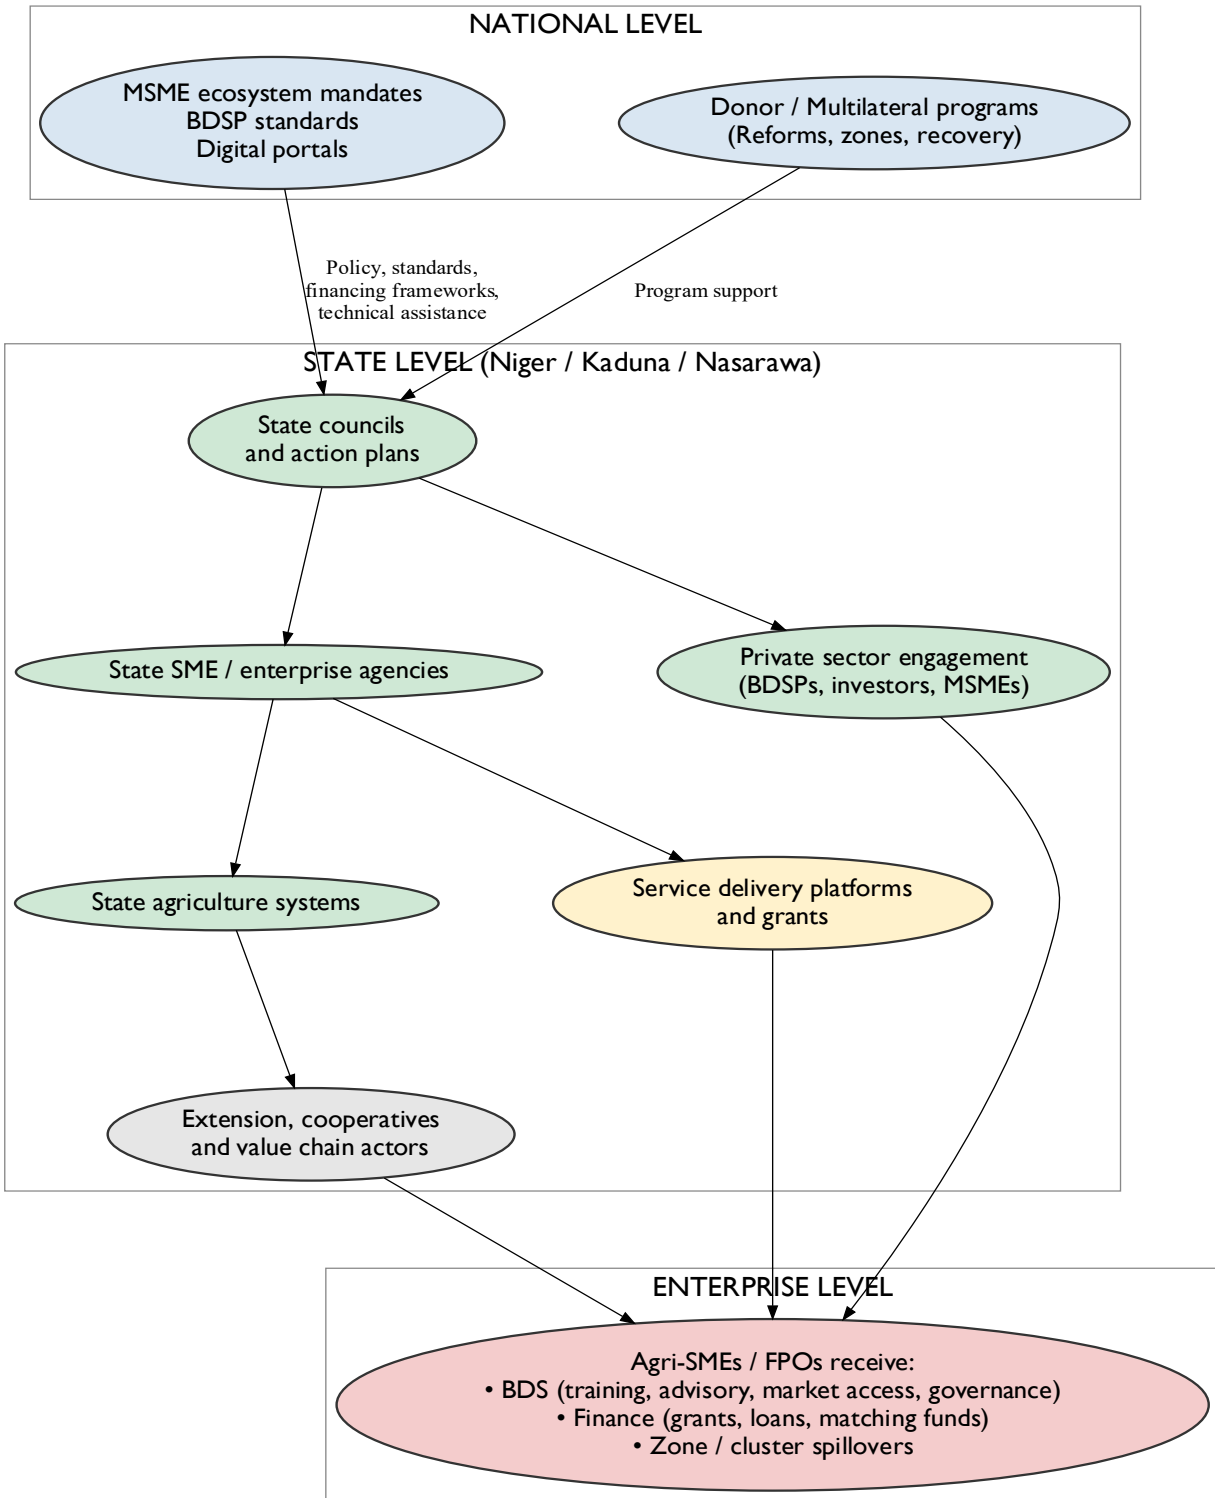 NATIONAL LEVEL
MSME ecosystem mandates
BDSP standards
Digital portals
Donor / Multilateral programs
(Reforms, zones, recovery)
Policy, standards,
financing frameworks,
technical assistance
Program support
STATE LEVEL (Niger / Kaduna / Nasarawa)
State councils
and action plans
State SME / enterprise agencies
Private sector engagement
(BDSPs, investors, MSMEs)
State agriculture systems
Service delivery platforms
and grants
Extension, cooperatives
and value chain actors
ENTERPRISE LEVEL
Agri-SMEs / FPOs receive:
• BDS (training, advisory, market access, governance)
• Finance (grants, loans, matching funds)
• Zone / cluster spillovers